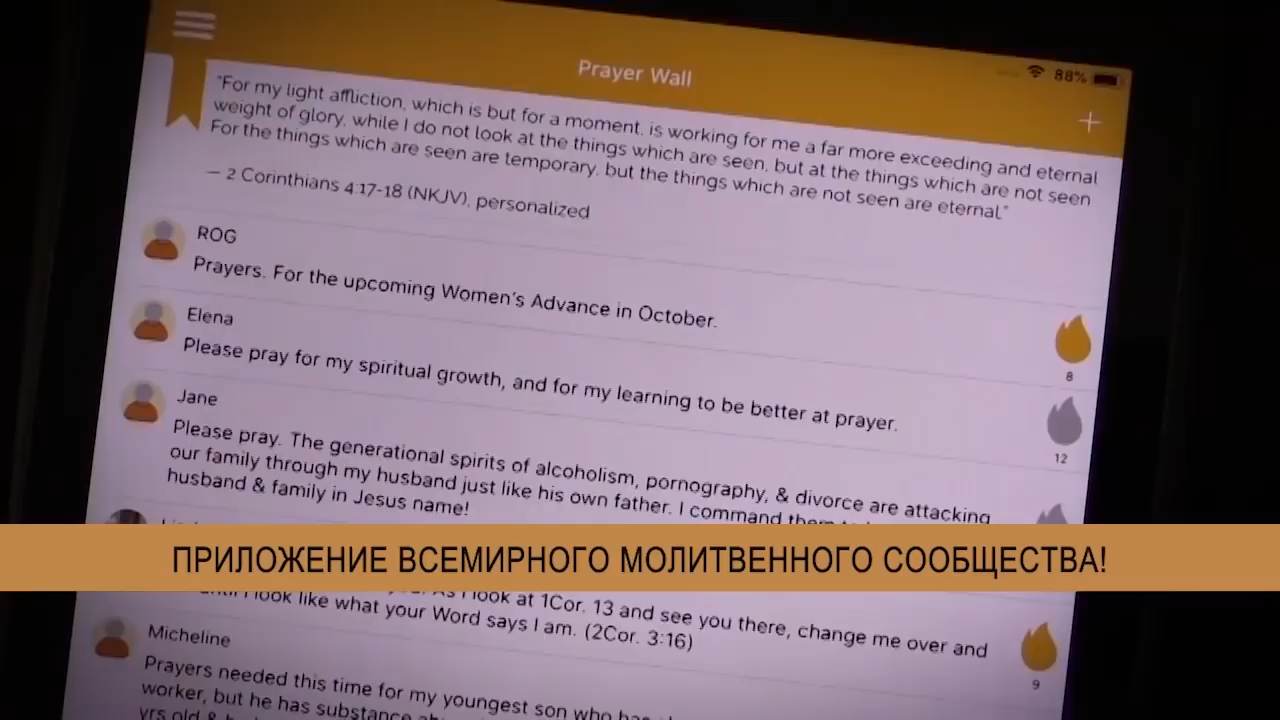 Prayer Wall
88%
"For my light affliction, which is but for a moment, is working for me a far more exceeding and eternal
weight of glory, while I do not look at the things which are seen, but at the things which are not seen
For the things which are seen are temporary, but the things which are not seen are eternal."
— 2 Corinthians 4:17-18 (NKJV), personalized
ROG
Prayers. For the upcoming Women's Advance in October.
8
Elena
Please pray for my spiritual growth, and for my learning to be better at prayer.
12
Jane
Please pray. The generational spirits of alcoholism, pornography, & divorce are attacking
our family through my husband just like his own father. I command
husband & family in Jesus name!
ПРИЛОЖЕНИЕ ВСЕМИРНОГО МОЛИТВЕННОГО СООБЩЕСТВА!
look at 1Cor. 13 and see you there, change me over and
look like what your Word says I am. (2Cor. 3:16)
9
Micheline
Prayers needed this time for my youngest son who
worker, but he has substance